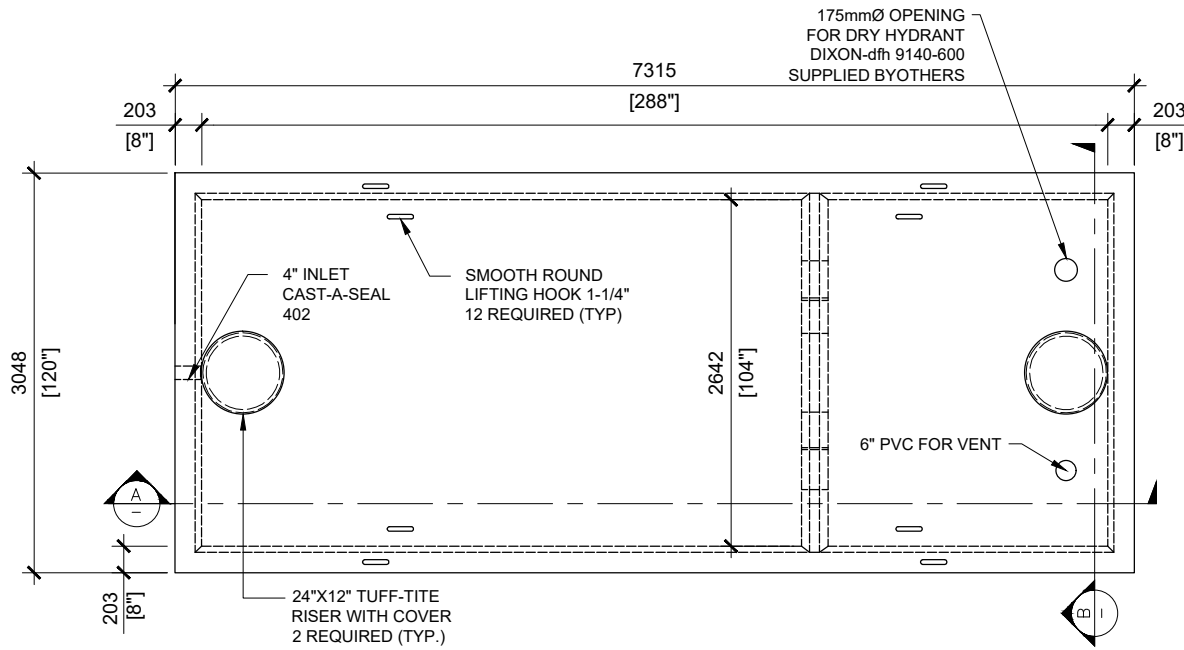 175mmØ OPENING
FOR DRY HYDRANT
DIXON-dfh 9140-600
SUPPLIED BYOTHERS
7315
[288"]
203
[8"]
203
[8"]
4" INLET
CAST-A-SEAL
402
SMOOTH ROUND
LIFTING HOOK 1-1/4"
12 REQUIRED (TYP)
3048
[120"]
2642
[104"]
6" PVC FOR VENT
A
–
203
[8"]
24"X12" TUFF-TITE
RISER WITH COVER
2 REQUIRED (TYP.)
B
–